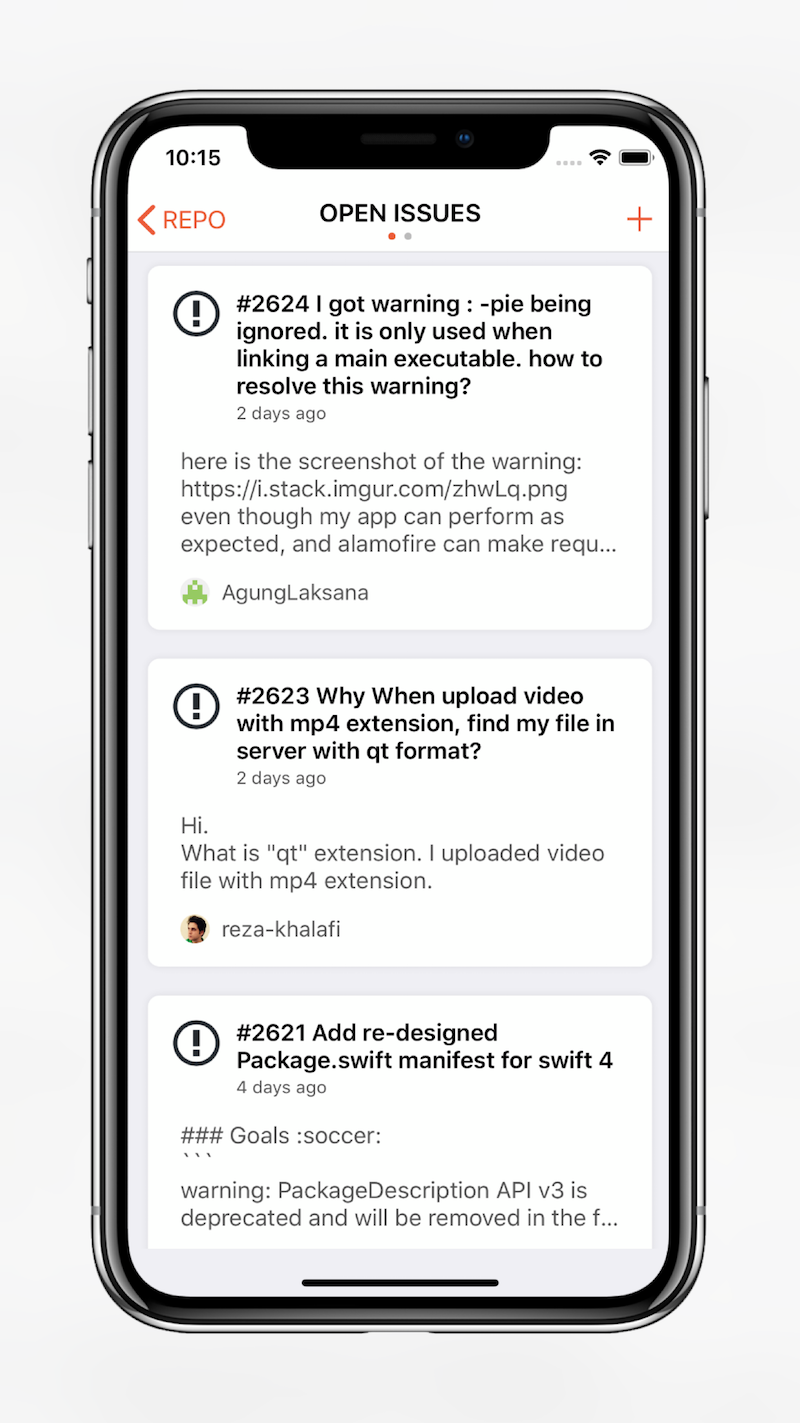 10:15
REPO
OPEN ISSUES
#2624 I got warning : -pie being
ignored. it is only used when
linking a main executable. how to
resolve this warning?
2 days ago
here is the screenshot of the warning:
https://i.stack.imgur.com/zhwLq.png
even though my app can perform as
expected, and alamofire can make requ...
AgungLaksana
#2623 Why When upload video
with mp4 extension, find my file in
server with qt format?
2 days ago
Hi.
What is "qt" extension. I uploaded video
file with mp4 extension.
reza-khalafi
#2621 Add re-designed
Package.swift manifest for swift 4
4 days ago
### Goals :soccer:
```
warning: PackageDescription API v3 is
deprecated and will be removed in the f...